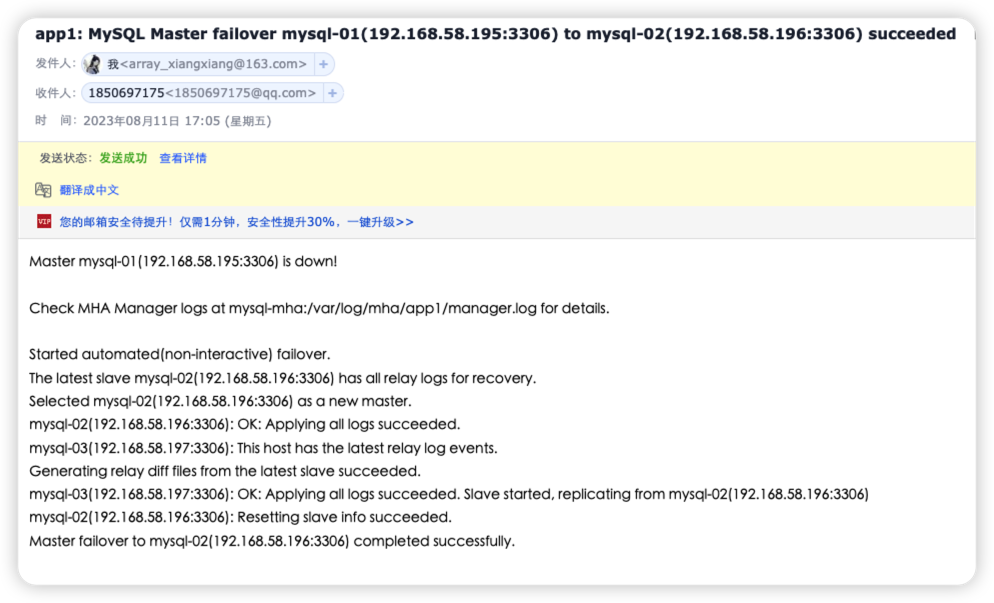 app1: MySQL Master failover mysql-01(192.168.58.195:3306) to mysql-02(192.168.58.196:3306) succeeded
发件人： 我<array_xiangxiang@163.com> +
收件人： 1850697175<1850697175@qq.com> +
时 间： 2023年08月11日 17:05 (星期五)
发送状态： 发送成功 查看详情
翻译成中文
VIP 您的邮箱安全待提升！仅需1分钟，安全性提升30%，一键升级>>
Master mysql-01(192.168.58.195:3306) is down!
Check MHA Manager logs at mysql-mha:/var/log/mha/app1/manager.log for details.
Started automated(non-interactive) failover.
The latest slave mysql-02(192.168.58.196:3306) has all relay logs for recovery.
Selected mysql-02(192.168.58.196:3306) as a new master.
mysql-02(192.168.58.196:3306): OK: Applying all logs succeeded.
mysql-03(192.168.58.197:3306): This host has the latest relay log events.
Generating relay diff files from the latest slave succeeded.
mysql-03(192.168.58.197:3306): OK: Applying all logs succeeded. Slave started, replicating from mysql-02(192.168.58.196:3306)
mysql-02(192.168.58.196:3306): Resetting slave info succeeded.
Master failover to mysql-02(192.168.58.196:3306) completed successfully.